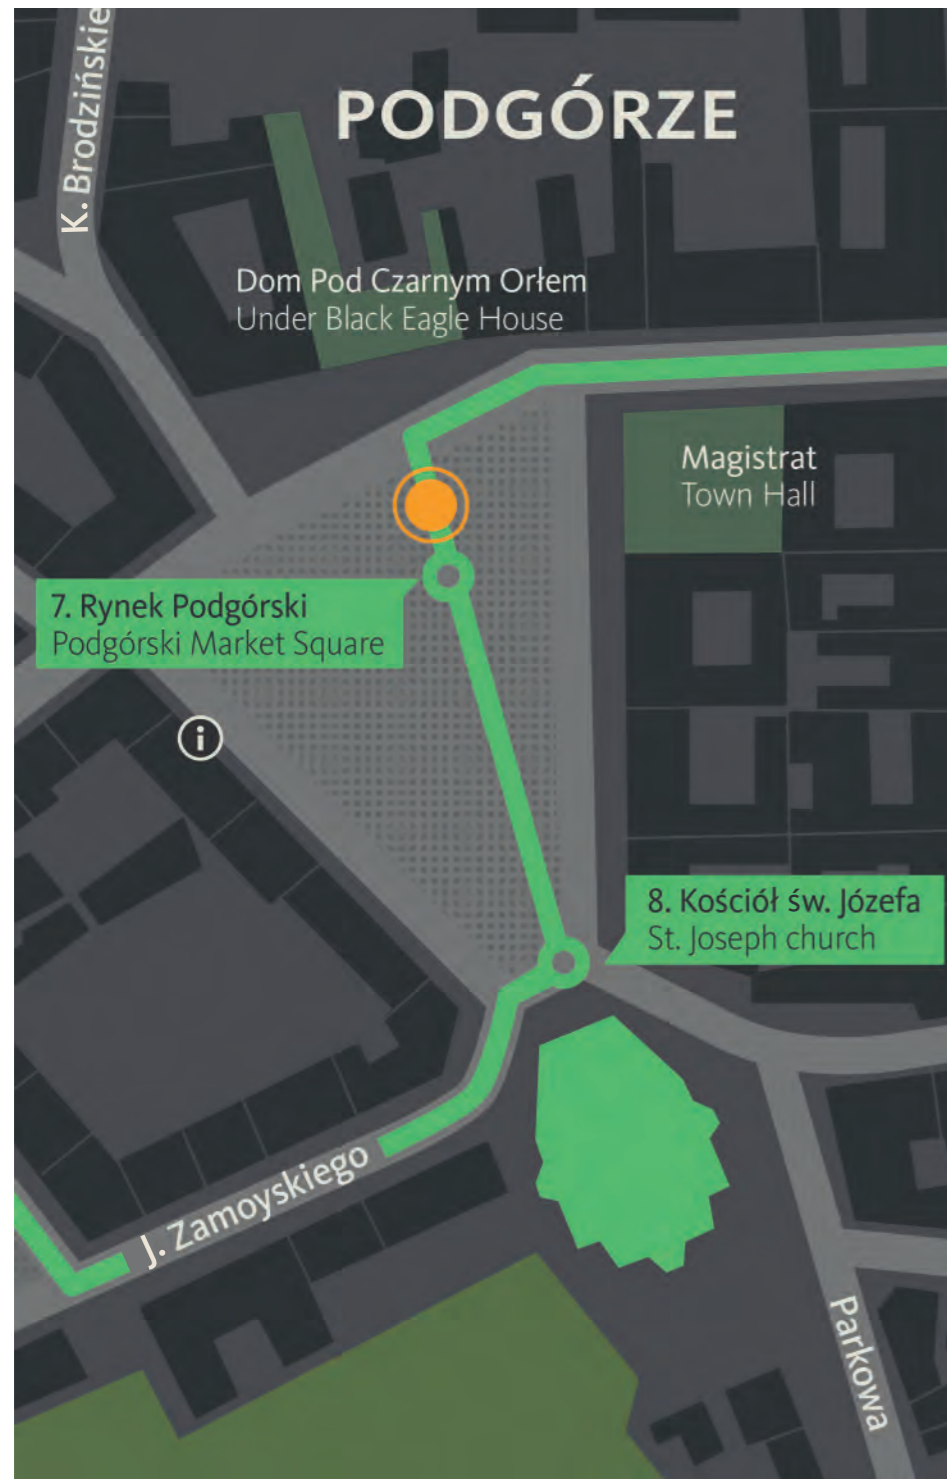 K. Brodzińskie
PODGÓRZE
Dom Pod Czarnym Orłem
Under Black Eagle House
Magistrat
Town Hall
7. Rynek Podgórski
Podgórski Market Square
i
8. Kościół św. Józefa
St. Joseph church
J. Zamoyskiego
Parkowa